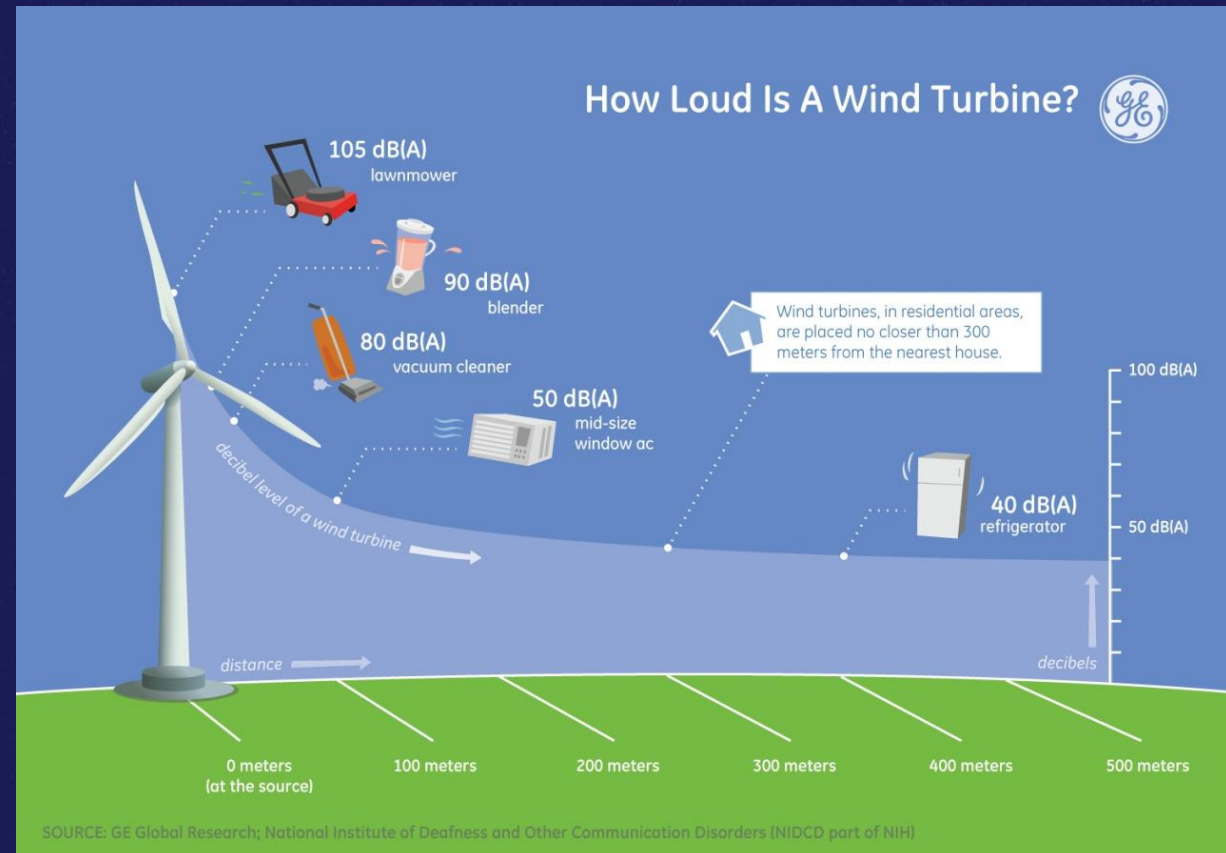 How Loud Is A Wind Turbine?
GE
105 dB(A)
lawnmower
90 dB(A)
blender
80 dB(A)
vacuum cleaner
50 dB(A)
mid-size
window ac
Wind turbines, in residential areas,
are placed no closer than 300
meters from the nearest house.
100 dB(A)
40 dB(A)
refrigerator
50 dB(A)
decibel level of a wind turbine
distance
decibels
0 meters
(at the source)
100 meters
200 meters
300 meters
400 meters
500 meters
SOURCE: GE Global Research; National Institute of Deafness and Other Communication Disorders (NIDCD part of NIH)